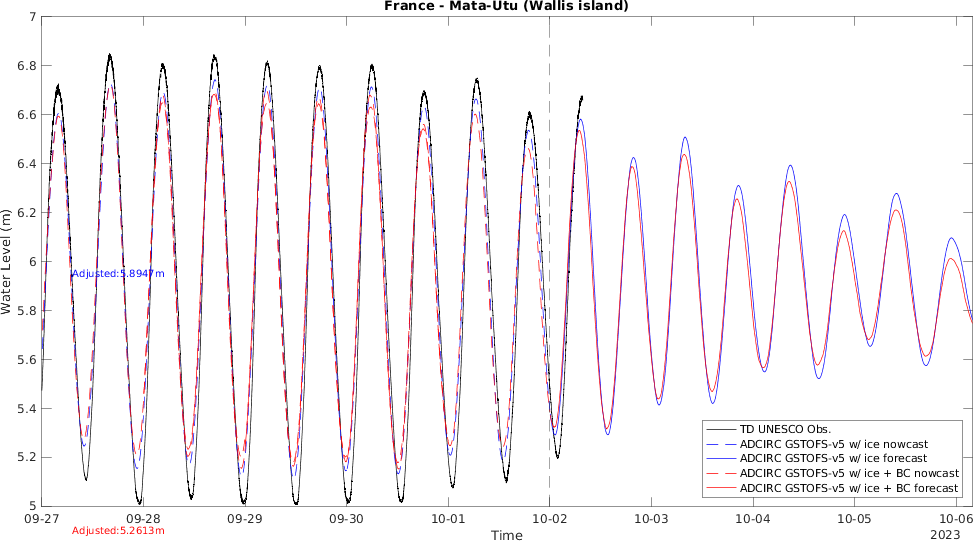 France - Mata-Utu (Wallis island)
7
6.8
6.6
6.4
6.2
6
5.8
5.6
5.4
5.2
5
Water Level (m)
Adjusted:5.8947m
TD UNESCO Obs.
ADCIRC GSTOFS-v5 w/ ice nowcast
ADCIRC GSTOFS-v5 w/ ice forecast
ADCIRC GSTOFS-v5 w/ ice + BC nowcast
ADCIRC GSTOFS-v5 w/ ice + BC forecast
09-27 09-28 09-29 09-30 10-01 10-02 10-03 10-04 10-05 10-06
Adjusted:5.2613m
Time
2023